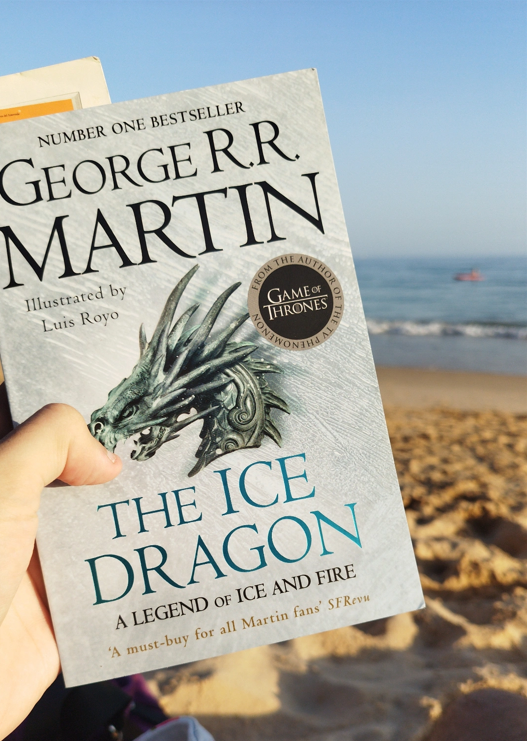 NUMBER ONE BESTSELLER
GEORGE R.R.
MARTIN
Illustrated by
Luis Royo
FROM THE AUTHOR OF THE TV PHENOMENON
GAME OF
THRONES
THE ICE
DRAGON
A LEGEND OF ICE AND FIRE
‘A must-buy for all Martin fans’ SFRevu